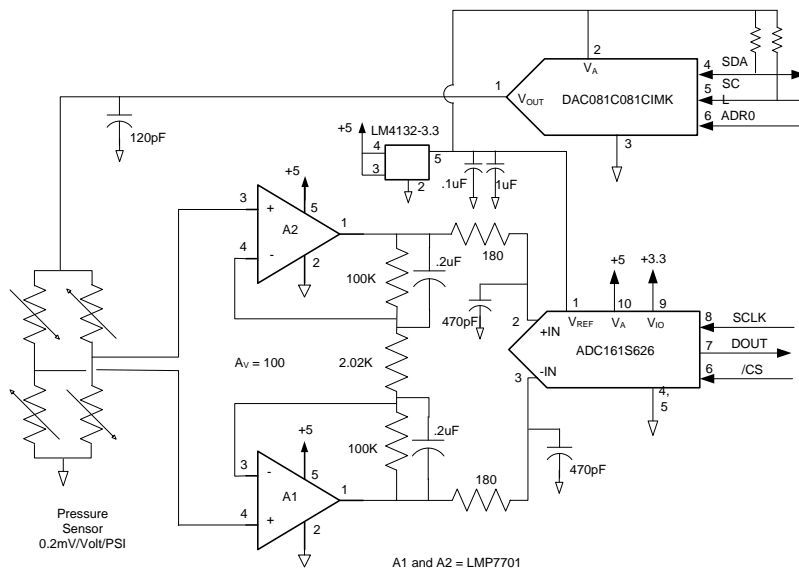 2
VA
1
VOUT
DAC081C081CIMK
4 SDA
5 SC
L
6 ADR0
3
120pF
+5
LM4132-3.3
4
3
5
2
.1uF
1uF
+5
3
+
5
A2
1
4
-
2
100K
.2uF
180
470pF
+5
+3.3
1
10
9
2
+IN
VREF
VA
VIO
8
SCLK
ADC161S626
7
DOUT
-IN
3
6
/CS
4,
5
AV = 100
2.02K
+5
100K
.2uF
3
-
5
A1
1
4
+
2
180
470pF
Pressure
Sensor
0.2mV/Volt/PSI
A1 and A2 = LMP7701